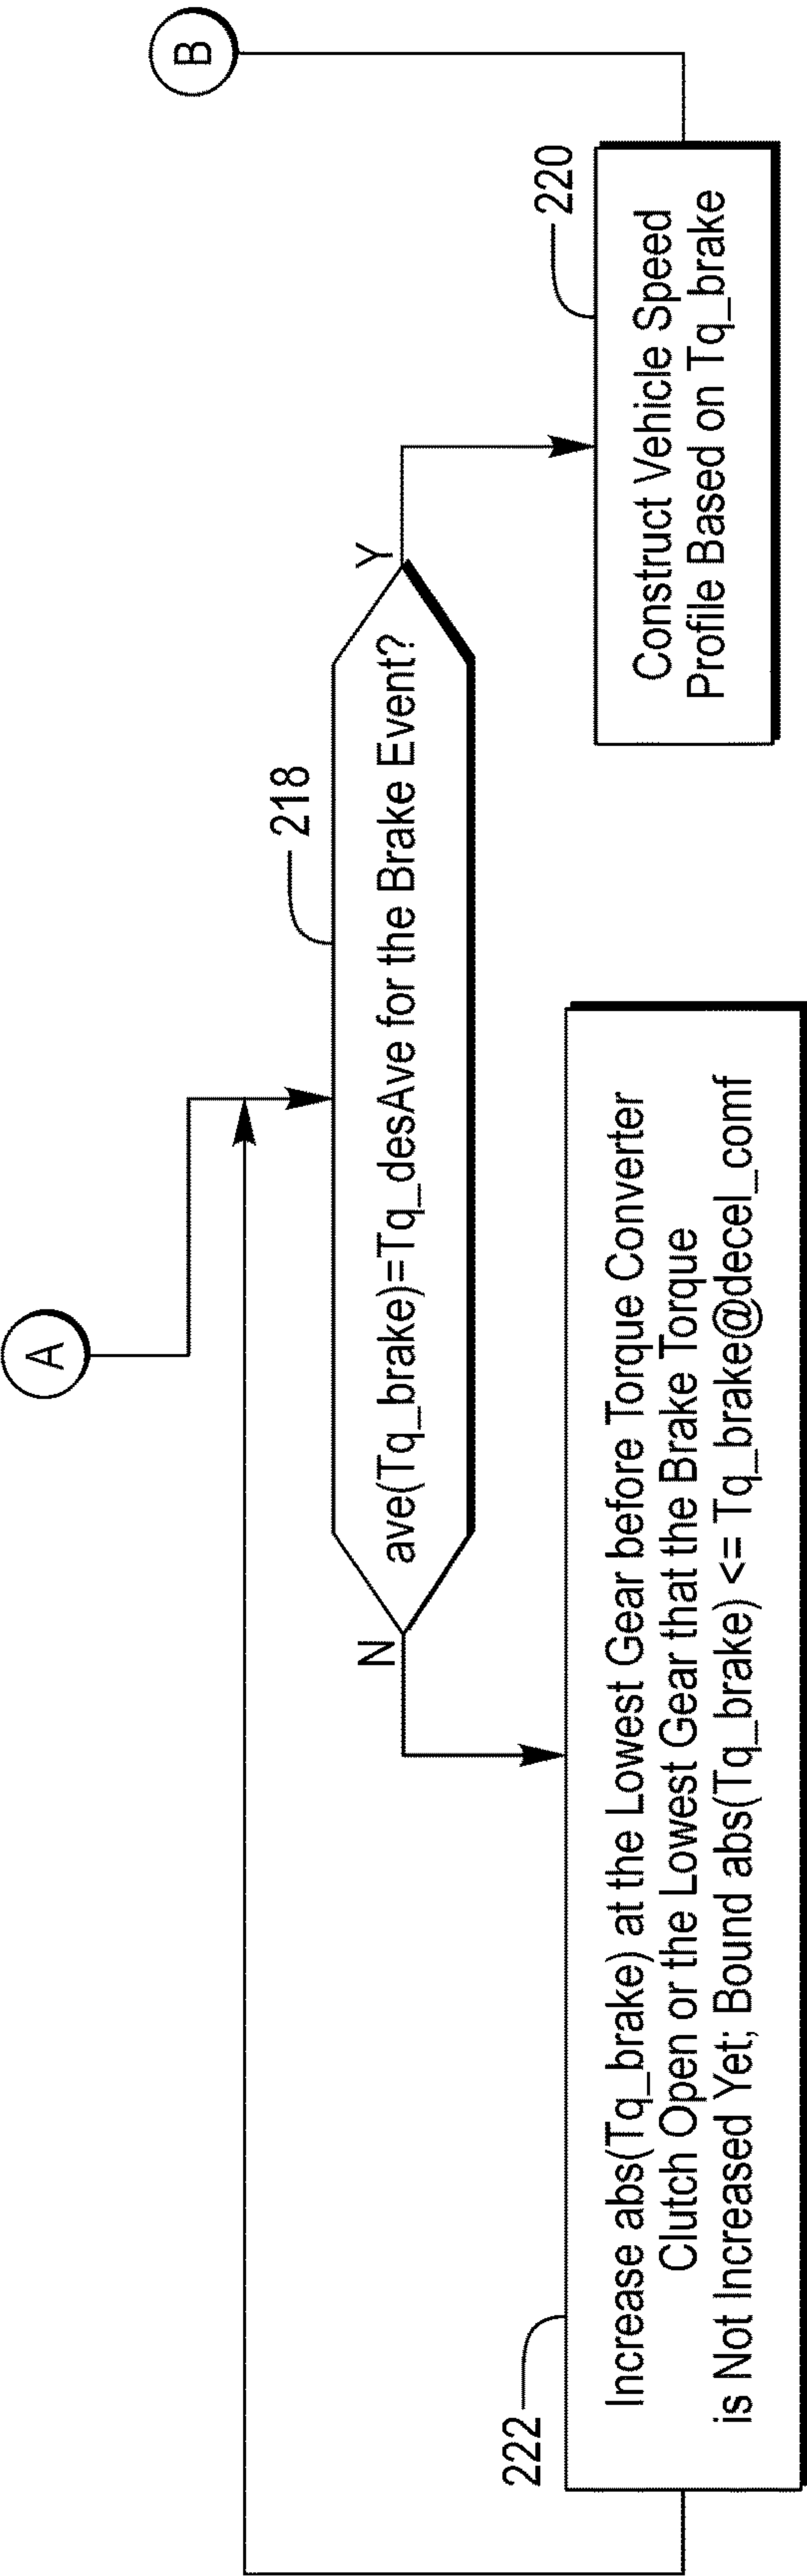 A
B
218
ave(Tq_brake)=Tq_desAve for the Brake Event?
N
Y
220
Construct Vehicle Speed
Profile Based on Tq_brake
222
Increase abs(Tq_brake) at the Lowest Gear before Torque Converter
Clutch Open or the Lowest Gear that the Brake Torque
is Not Increased Yet; Bound abs(Tq_brake) <= Tq_brake@decel_comf